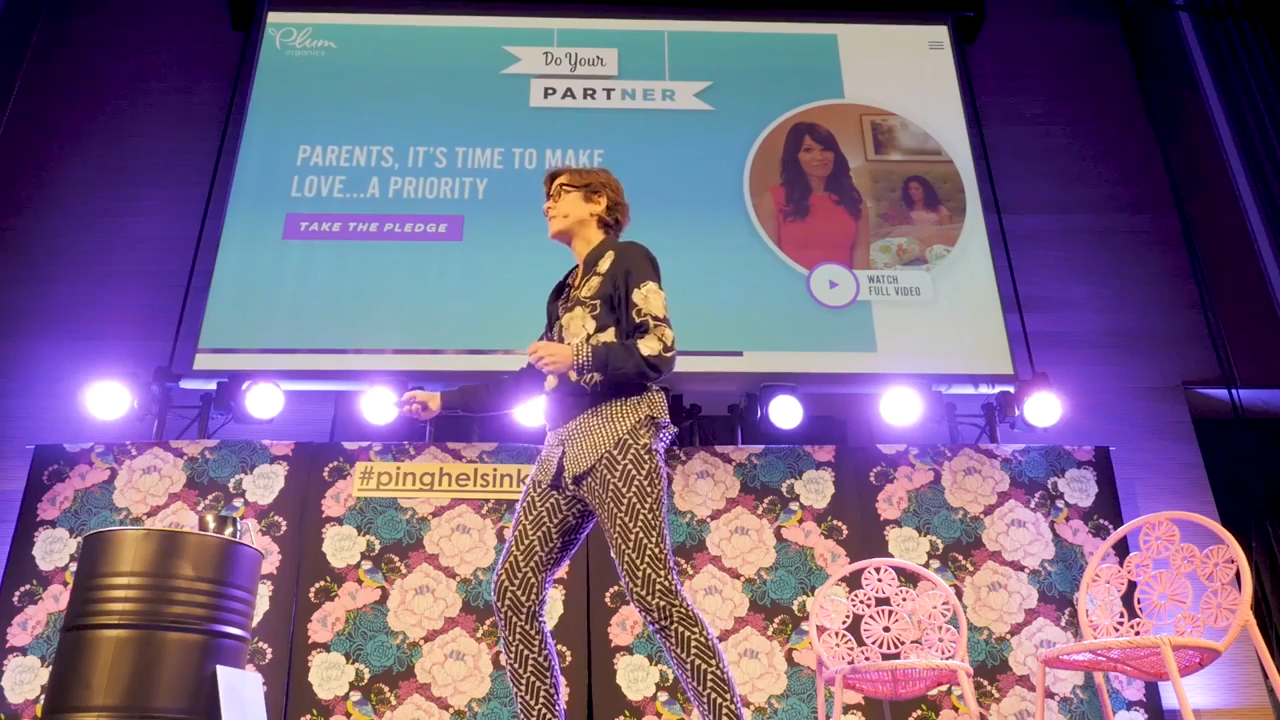 Plum
organics
Do Your
PARTNER
PARENTS, IT'S TIME TO MAKE
LOVE...A PRIORITY
TAKE THE PLEDGE
WATCH
FULL VIDEO
#pinghelsink